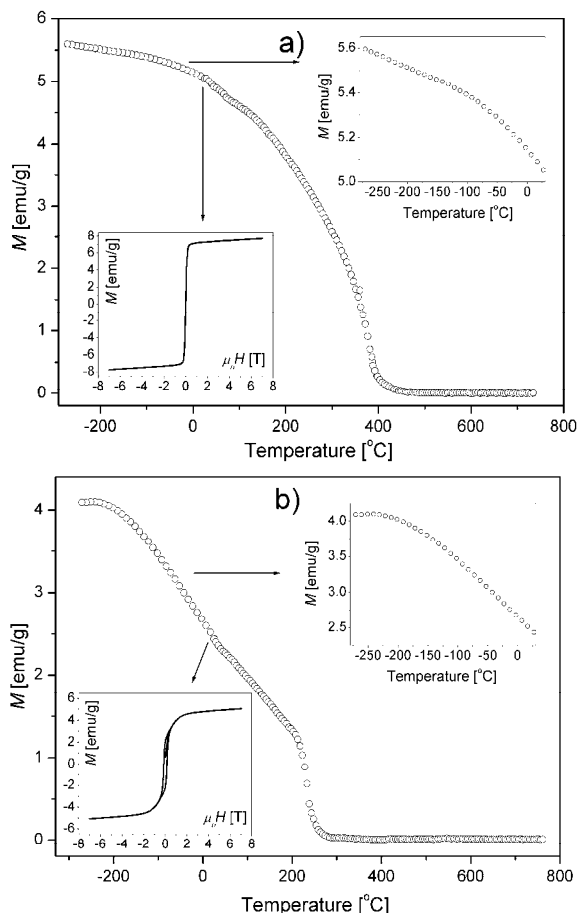 a)
M [emu/g]
6
5
4
3
2
1
0
-200 0 200 400 600 800
Temperature [°C]
M [emu/g]
5.6
5.4
5.2
5.0
-250 -200 -150 -100 -50 0
Temperature [°C]
M [emu/g]
8
6
4
2
0
-2
-4
-6
-8
μ₀H [T]
-8 -6 -4 -2 0 2 4 6 8
b)
M [emu/g]
4
3
2
1
0
-200 0 200 400 600 800
Temperature [°C]
M [emu/g]
4.0
3.5
3.0
2.5
-250 -200 -150 -100 -50 0
Temperature [°C]
M [emu/g]
6
4
2
0
-2
-4
-6
μ₀H [T]
-8 -6 -4 -2 0 2 4 6 8